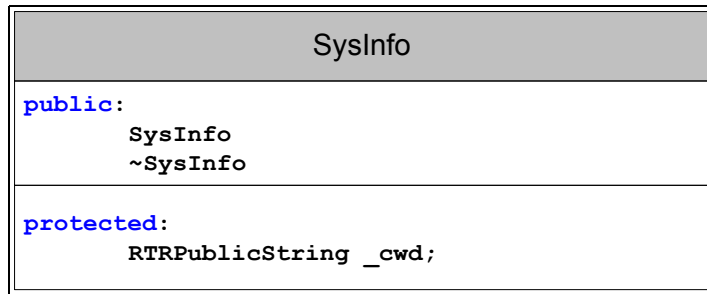 SysInfo
public:
SysInfo
~SysInfo
protected:
RTRPublicString _cwd;